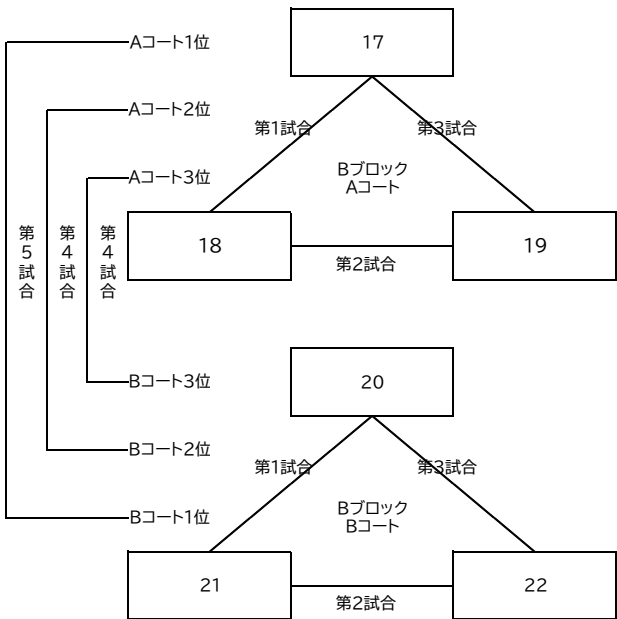 Aコート1位
17
Aコート2位
第1試合
第3試合
Bブロック
Aコート
Aコート3位
18
19
第2試合
第5試合
第4試合
第4試合
20
Bコート3位
Bコート2位
第1試合
第3試合
Bブロック
Bコート
Bコート1位
21
22
第2試合